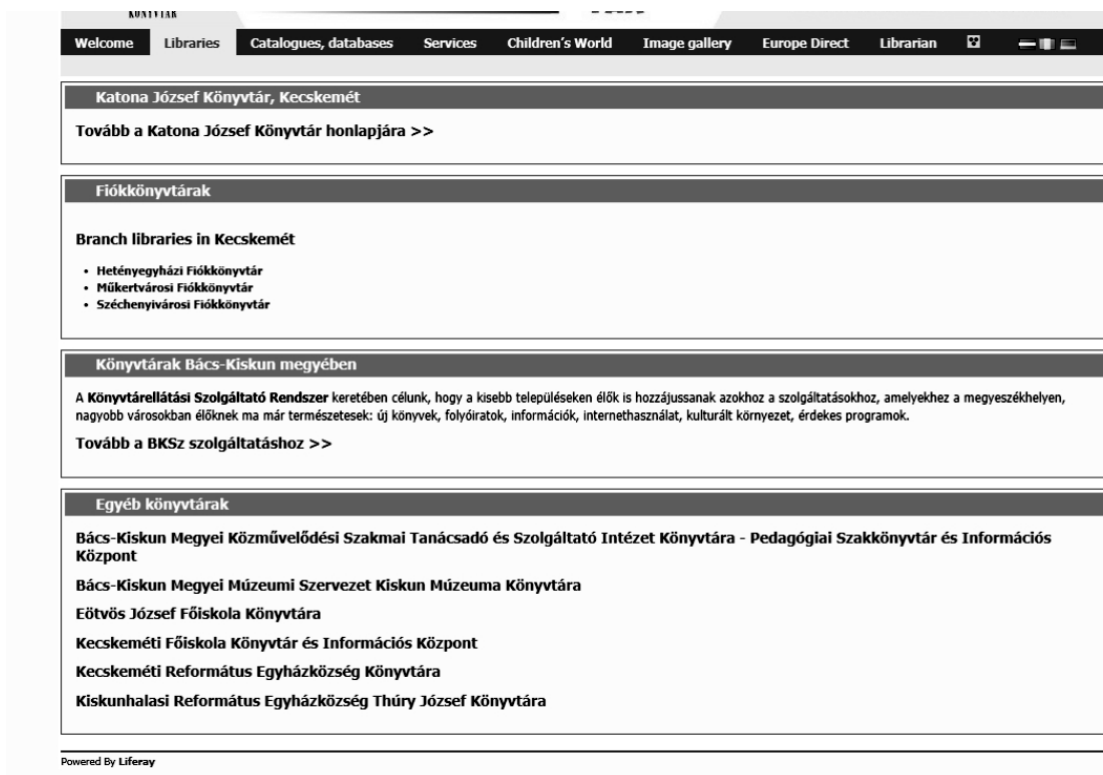 KÖNYVTÁR
Welcome Libraries Catalogues, databases Services Children's World Image gallery Europe Direct Librarian
Katona József Könyvtár, Kecskemét
Tovább a Katona József Könyvtár honlapjára >>
Fiókkönyvtárak
Branch libraries in Kecskemét
• Hetényegyházi Fiókkönyvtár
• Műkertvárosi Fiókkönyvtár
• Széchenyivárosi Fiókkönyvtár
Könyvtárak Bács-Kiskun megyében
A Könyvtárellátási Szolgáltató Rendszer keretében célunk, hogy a kisebb településeken élők is hozzájussanak azokhoz a szolgáltatásokhoz, amelyekhez a megyeszékhelyen,
nagyobb városokban élőknek ma már természetesek: új könyvek, folyóiratok, információk, internethasználat, kulturált környezet, érdekes programok.
Tovább a BKSz szolgáltatáshoz >>
Egyéb könyvtárak
Bács-Kiskun Megyei Közművelődési Szakmai Tanácsadó és Szolgáltató Intézet Könyvtára - Pedagógiai Szakkönyvtár és Információs
Központ
Bács-Kiskun Megyei Múzeumi Szervezet Kiskun Múzeuma Könyvtára
Eötvös József Főiskola Könyvtára
Kecskeméti Főiskola Könyvtár és Információs Központ
Kecskeméti Református Egyházközség Könyvtára
Kiskunhalasi Református Egyházközség Thúry József Könyvtára
Powered By Liferay